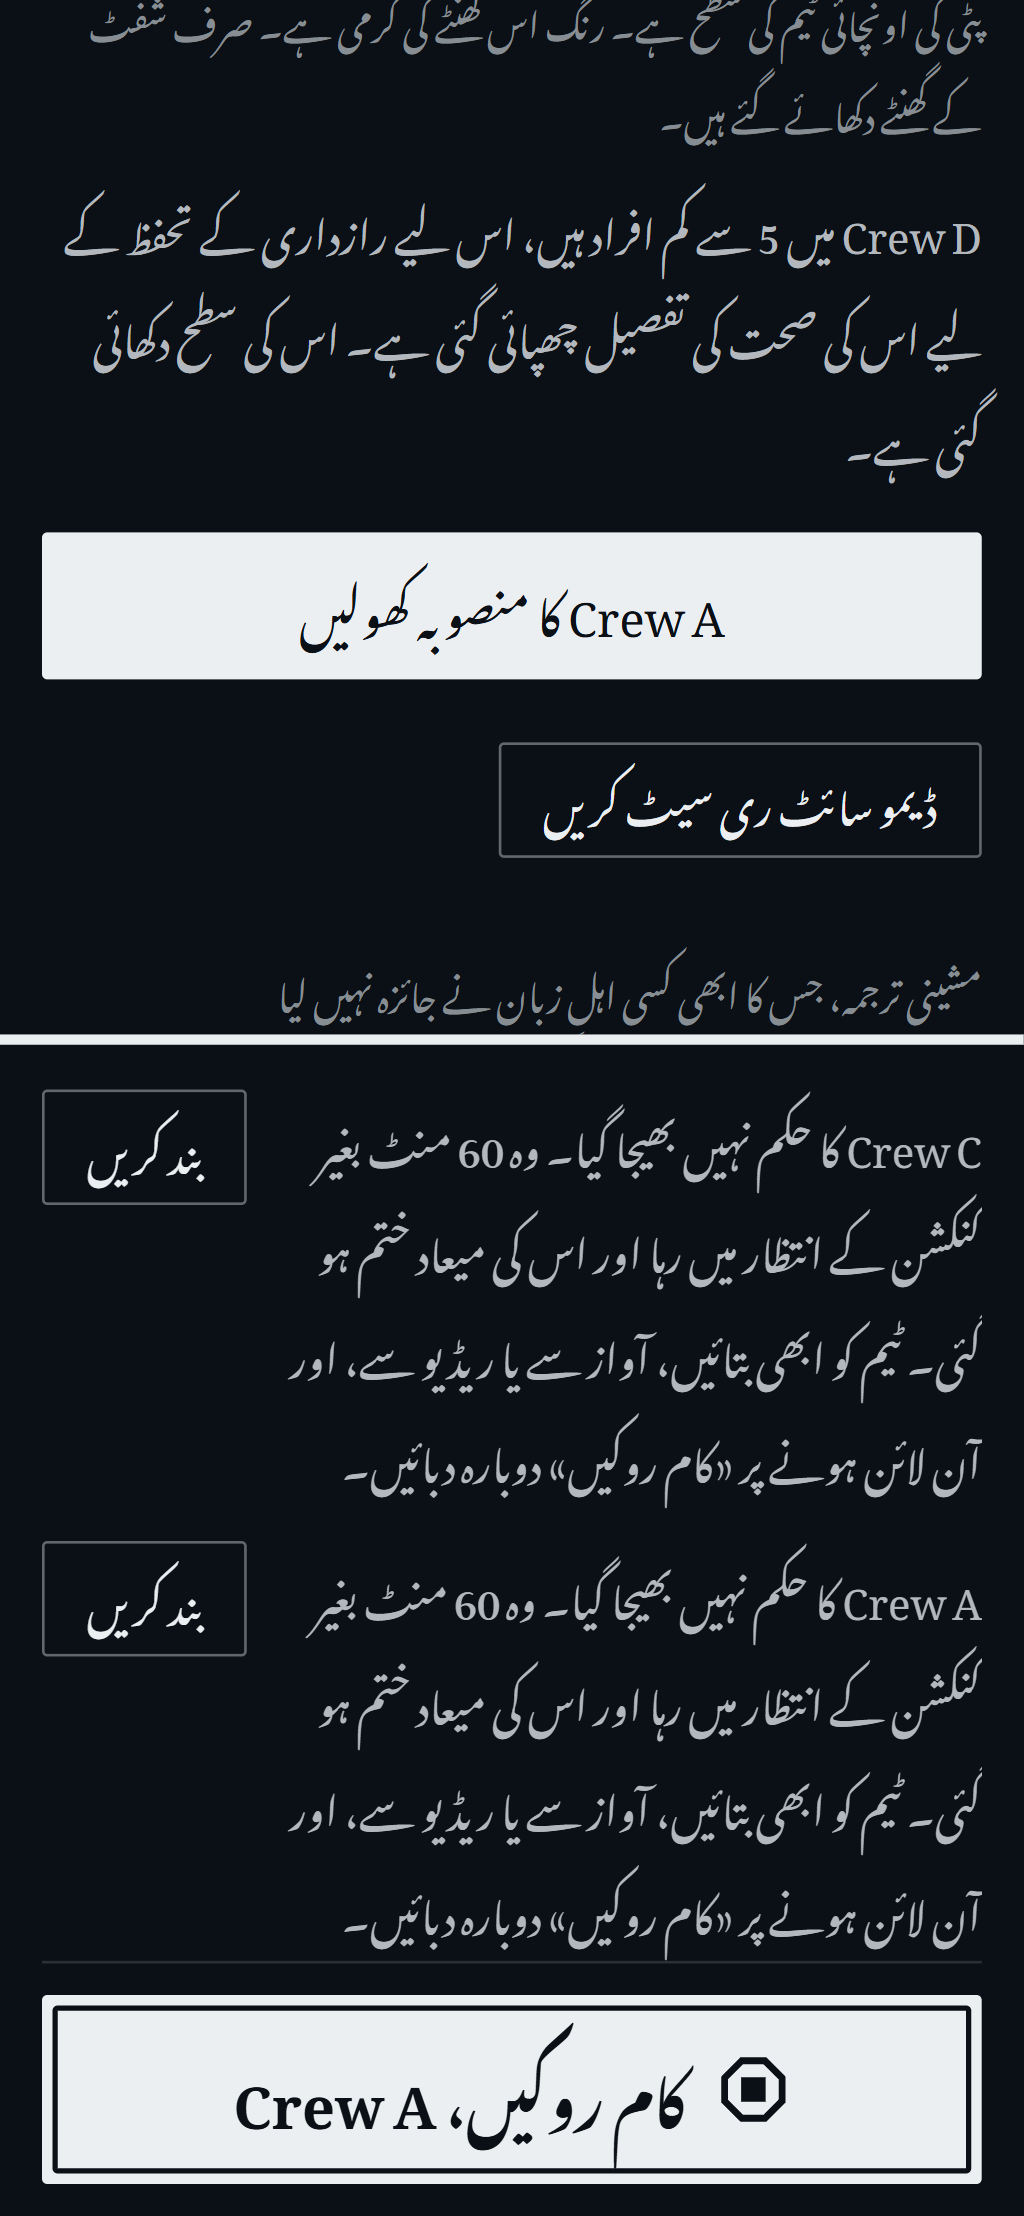 پٹی کی اونچائی ٹیم کی سطح ہے۔ رنگ اس گھنٹے کی گرمی ہے۔ صرف شفٹ
کے گھنٹے دکھائے گئے ہیں۔
Crew D میں 5 سے کم افراد ہیں، اس لیے رازداری کے تحفظ کے
لیے اس کی صحت کی تفصیل چھپائی گئی ہے۔ اس کی سطح دکھائی
گئی ہے۔
Crew A کا منصوبہ کھولیں
ڈیمو سائٹ ری سیٹ کریں
مشینی ترجمہ، جس کا ابھی کسی اہلِ زبان نے جائزہ نہیں لیا
Crew C کا حکم نہیں بھیجا گیا۔ وہ 60 منٹ بغیر
کنکشن کے انتظار میں رہا اور اس کی میعاد ختم ہو
گئی۔ ٹیم کو ابھی بتائیں، آواز سے یا ریڈیو سے، اور
آن لائن ہونے پر «کام روکیں» دوبارہ دبائیں۔
بند کریں
Crew A کا حکم نہیں بھیجا گیا۔ وہ 60 منٹ بغیر
کنکشن کے انتظار میں رہا اور اس کی میعاد ختم ہو
گئی۔ ٹیم کو ابھی بتائیں، آواز سے یا ریڈیو سے، اور
آن لائن ہونے پر «کام روکیں» دوبارہ دبائیں۔
بند کریں
کام روکیں، Crew A